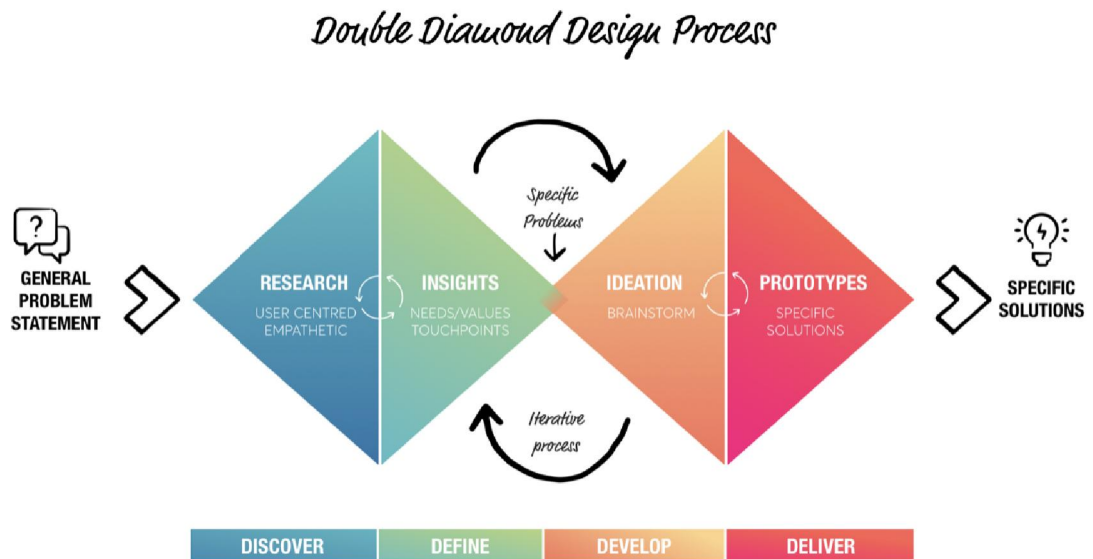 Double Diamond Design Process
?
GENERAL
PROBLEM
STATEMENT
RESEARCH
USER CENTRED
EMPATHETIC
INSIGHTS
NEEDS/VALUES
TOUCHPOINTS
Specific
Problems
Iterative
process
IDEATION
BRAINSTORM
PROTOTYPES
SPECIFIC
SOLUTIONS
SPECIFIC
SOLUTIONS
DISCOVER
DEFINE
DEVELOP
DELIVER